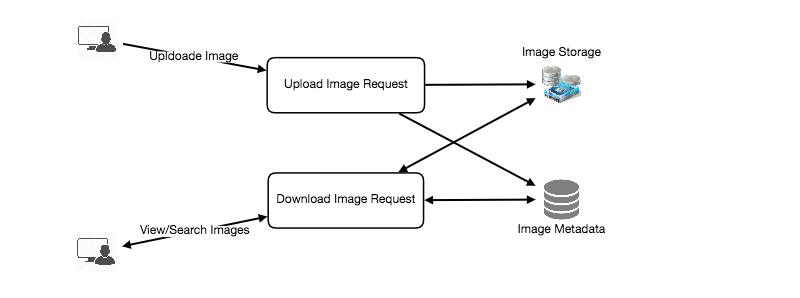 Image Storage
Upldoade Image
Upload Image Request
Download Image Request
View/Search Images
Image Metadata